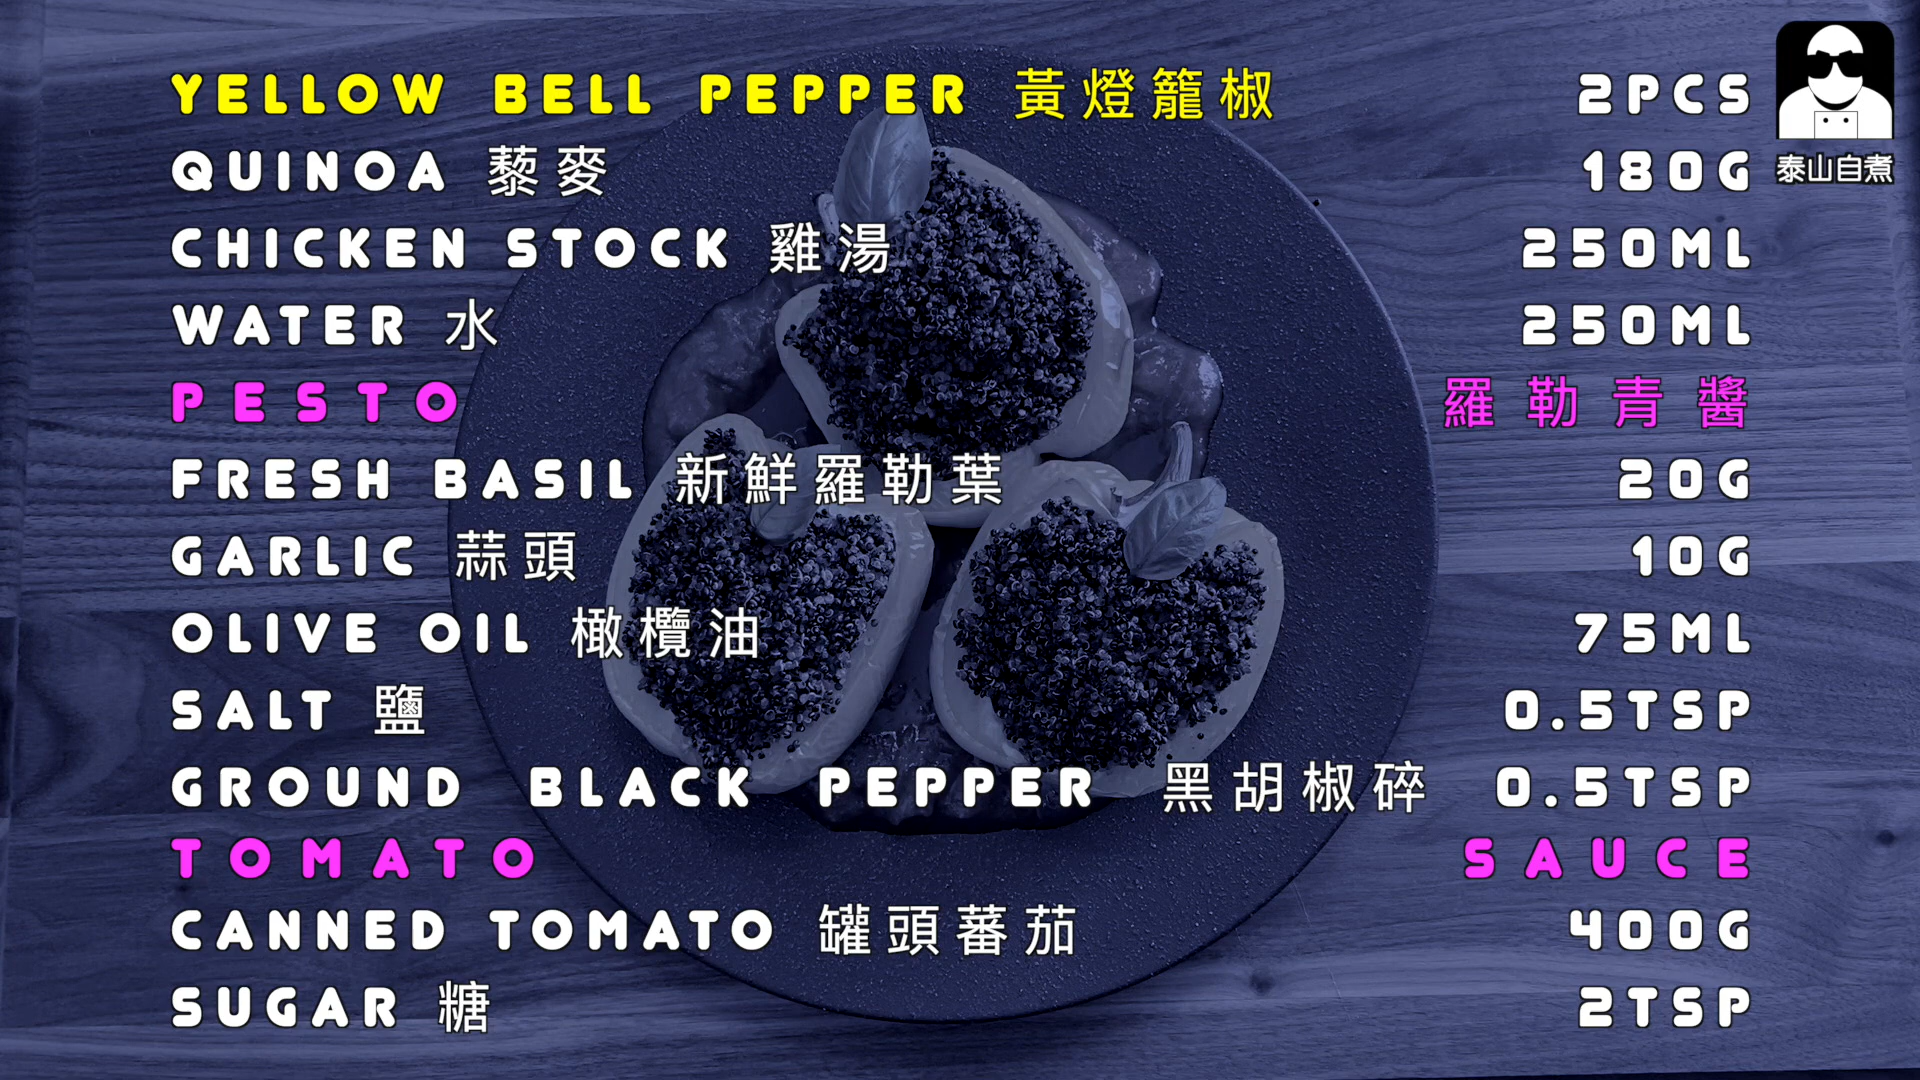 YELLOW BELL PEPPER 黃燈籠椒 2PCS
QUINOA 藜麥 180G
泰山自煮
CHICKEN STOCK 雞湯 250ML
WATER 水 250ML
PESTO 羅勒青醬
FRESH BASIL 新鮮羅勒葉 20G
GARLIC 蒜頭 10G
OLIVE OIL 橄欖油 75ML
SALT 鹽 0.5TSP
GROUND BLACK PEPPER 黑胡椒碎 0.5TSP
TOMATO SAUCE
CANNED TOMATO 罐頭蕃茄 400G
SUGAR 糖 2TSP